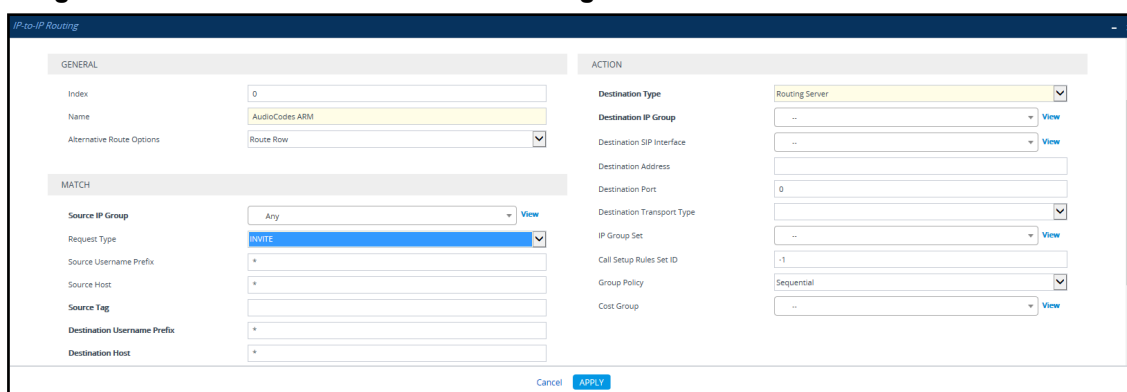 IP-to-IP Routing
GENERAL
Index 0
Name AudioCodes ARM
Alternative Route Options Route Row
MATCH
Source IP Group Any View
Request Type INVITE
Source Username Prefix *
Source Host *
Source Tag
Destination Username Prefix *
Destination Host *
ACTION
Destination Type Routing Server
Destination IP Group -- View
Destination SIP Interface -- View
Destination Address
Destination Port 0
Destination Transport Type
IP Group Set -- View
Call Setup Rules Set ID -1
Group Policy Sequential
Cost Group -- View
Cancel APPLY